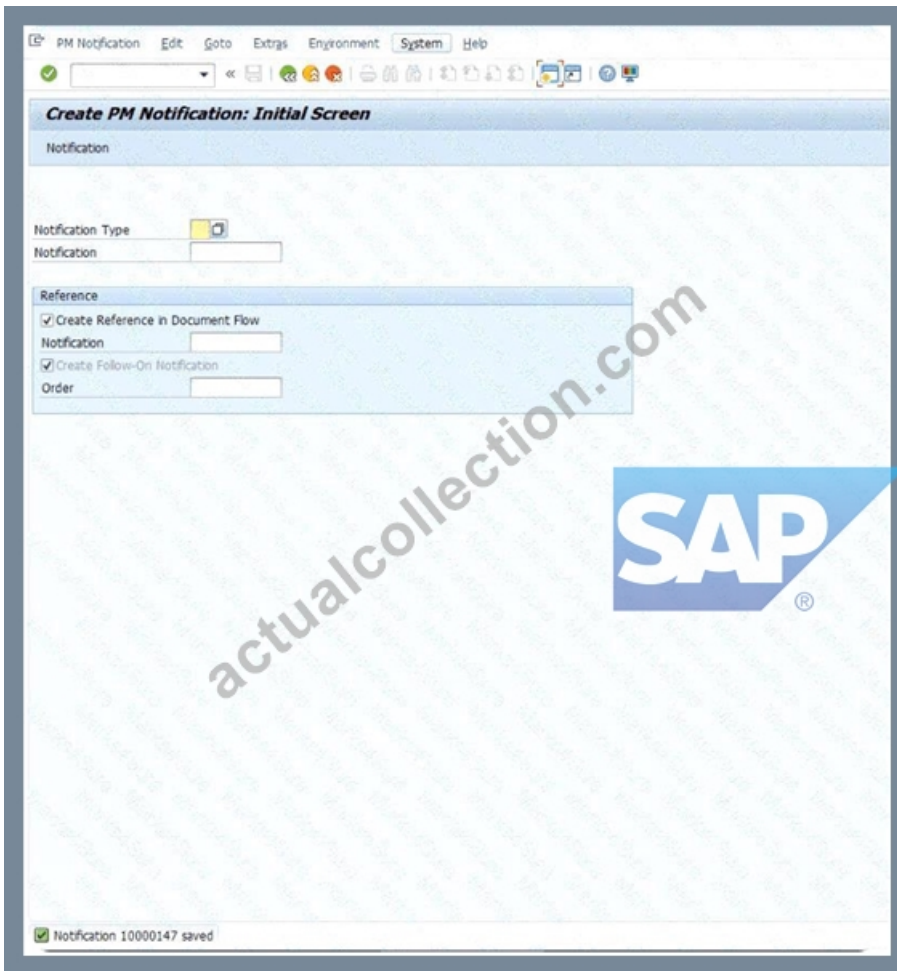 PM Notification Edit Goto Extras Environment System Help
Create PM Notification: Initial Screen
Notification
Notification Type
Notification
Reference
Create Reference in Document Flow
Notification
Create Follow-On Notification
Order
actualcollection.com
SAP
®
Notification 10000147 saved